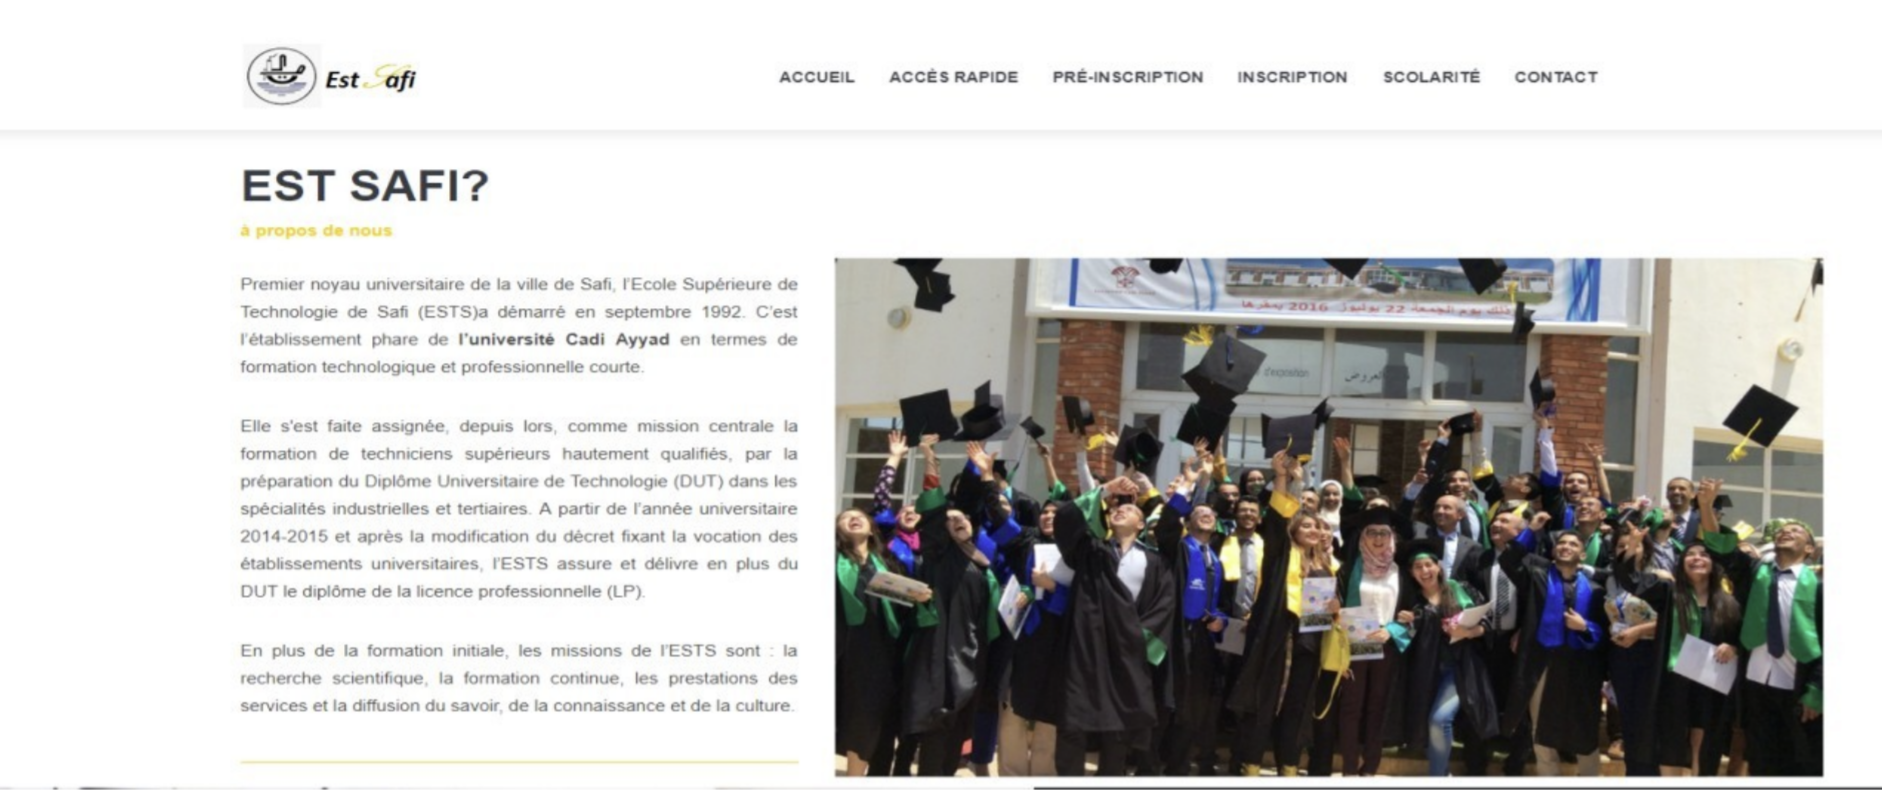 Est Safi
ACCUEIL ACCÈS RAPIDE PRÉ-INSCRIPTION INSCRIPTION SCOLARITÉ CONTACT
EST SAFI?
à propos de nous
Premier noyau universitaire de la ville de Safi, l'Ecole Supérieure de
Technologie de Safi (ESTS)a démarré en septembre 1992. C'est
l'établissement phare de l'université Cadi Ayyad en termes de
formation technologique et professionnelle courte.
Elle s'est faite assignée, depuis lors, comme mission centrale la
formation de techniciens supérieurs hautement qualifiés, par la
préparation du Diplôme Universitaire de Technologie (DUT) dans les
spécialités industrielles et tertiaires. A partir de l'année universitaire
2014-2015 et après la modification du décret fixant la vocation des
établissements universitaires, l'ESTS assure et délivre en plus du
DUT le diplôme de la licence professionnelle (LP).
En plus de la formation initiale, les missions de l'ESTS sont : la
recherche scientifique, la formation continue, les prestations des
services et la diffusion du savoir, de la connaissance et de la culture.
يوم الجمعة 22 يوليوز 2016 بمقرها
d'exposition
العروض